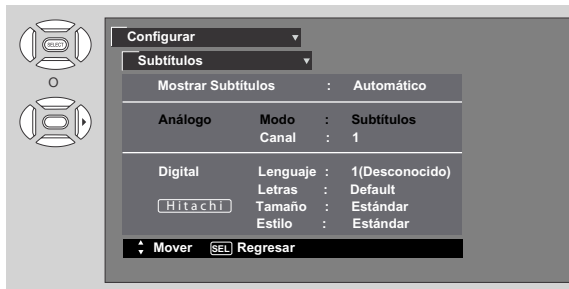 SELECT
Configurar
Subtítulos
O
Mostrar Subtítulos : Automático
Análogo Modo : Subtítulos
Canal : 1
Digital Lenguaje : 1(Desconocido)
Letras : Default
Hitachi Tamaño : Estándar
Estilo : Estándar
Mover SEL Regresar